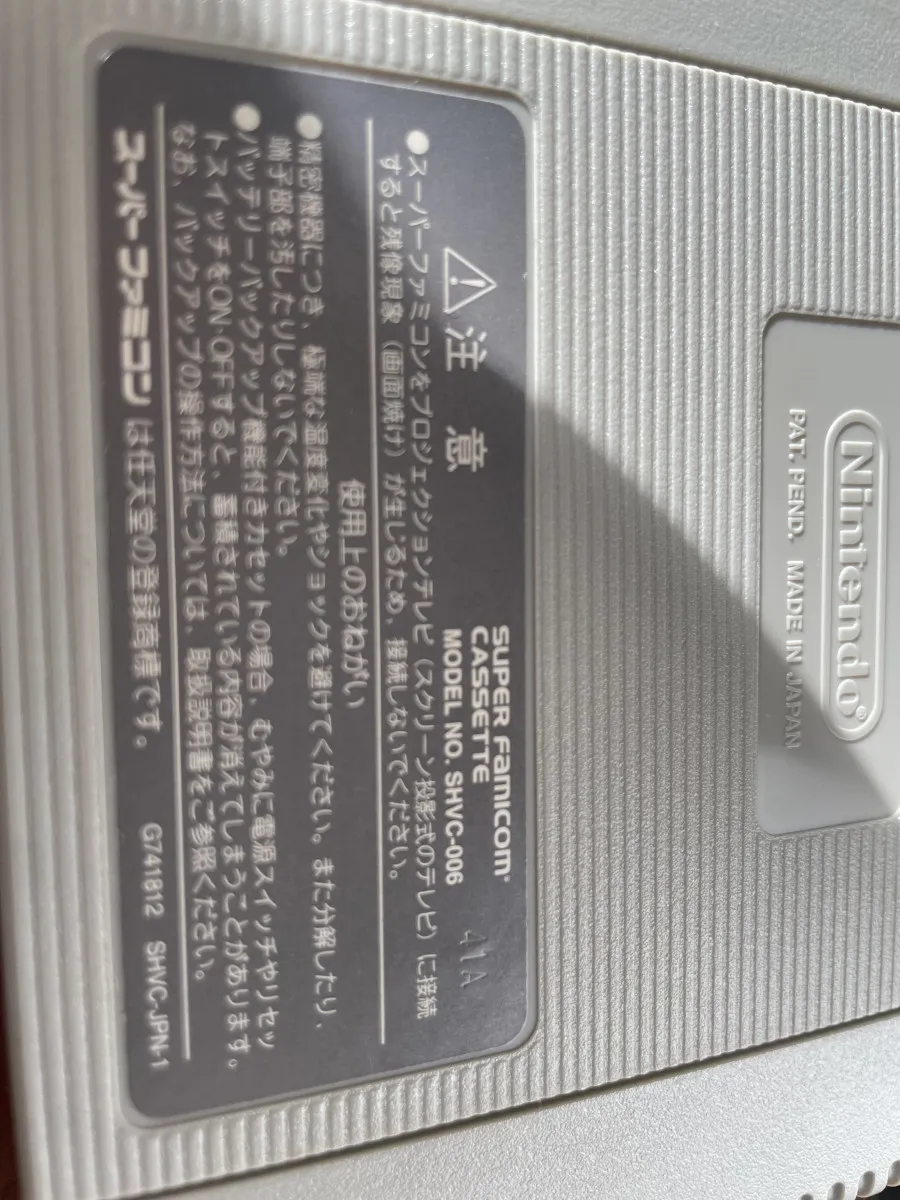 Nintendo®
PAT. PEND. MADE IN JAPAN
SUPER Famicom®
CASSETTE
MODEL NO. SHVC-006
41A
⚠注 意
●スーパーファミコンをプロジェクションテレビ（スクリーン投影式のテレビ）に接続
すると残像現象（画面焼け）が生じるため、接続しないでください。
使用上のおねがい
●精密機器につき、極端な温度変化やショックを避けてください。また分解したり、
端子部を汚したりしないでください。
●バッテリーバックアップ機能付きカセットの場合、むやみに電源スイッチやリセッ
トスイッチをON・OFFすると、蓄積されている内容が消えてしまうことがあります。
なお、バックアップの操作方法については、取扱説明書をご参照ください。
スーパーファミコンは任天堂の登録商標です。 G741812 SHVC-JPN-1